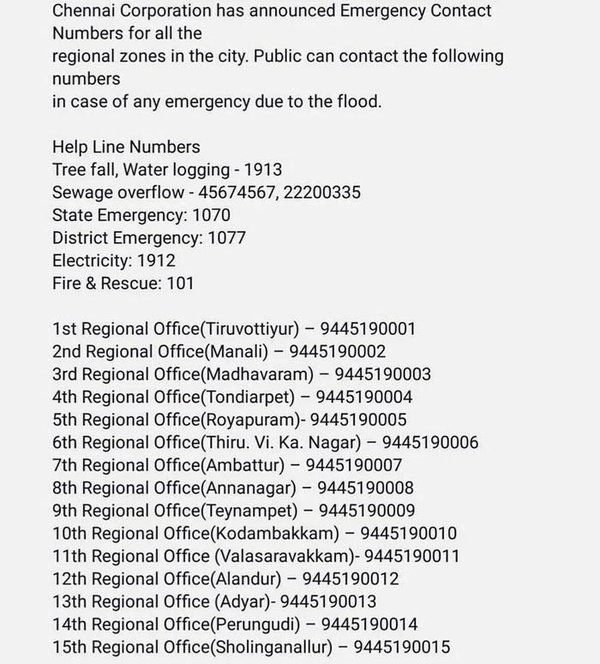 Chennai Corporation has announced Emergency Contact
Numbers for all the
regional zones in the city. Public can contact the following
numbers
in case of any emergency due to the flood.
Help Line Numbers
Tree fall, Water logging - 1913
Sewage overflow - 45674567, 22200335
State Emergency: 1070
District Emergency: 1077
Electricity: 1912
Fire & Rescue: 101
1st Regional Office(Tiruvottiyur) – 9445190001
2nd Regional Office(Manali) – 9445190002
3rd Regional Office(Madhavaram) – 9445190003
4th Regional Office(Tondiarpet) – 9445190004
5th Regional Office(Royapuram)- 9445190005
6th Regional Office(Thiru. Vi. Ka. Nagar) – 9445190006
7th Regional Office(Ambattur) – 9445190007
8th Regional Office(Annanagar) – 9445190008
9th Regional Office(Teynampet) – 9445190009
10th Regional Office(Kodambakkam) – 9445190010
11th Regional Office (Valasaravakkam)- 9445190011
12th Regional Office(Alandur) – 9445190012
13th Regional Office (Adyar)- 9445190013
14th Regional Office(Perungudi) – 9445190014
15th Regional Office(Sholinganallur) – 9445190015